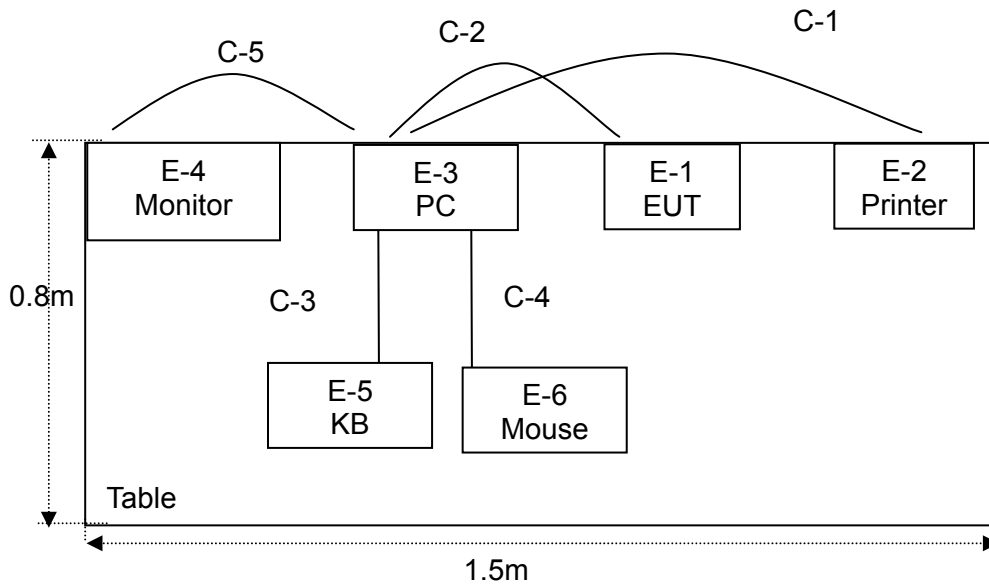 C-1
C-2
C-5
E-4
Monitor
E-3
PC
E-1
EUT
E-2
Printer
0.8m
C-3
C-4
E-5
KB
E-6
Mouse
Table
1.5m